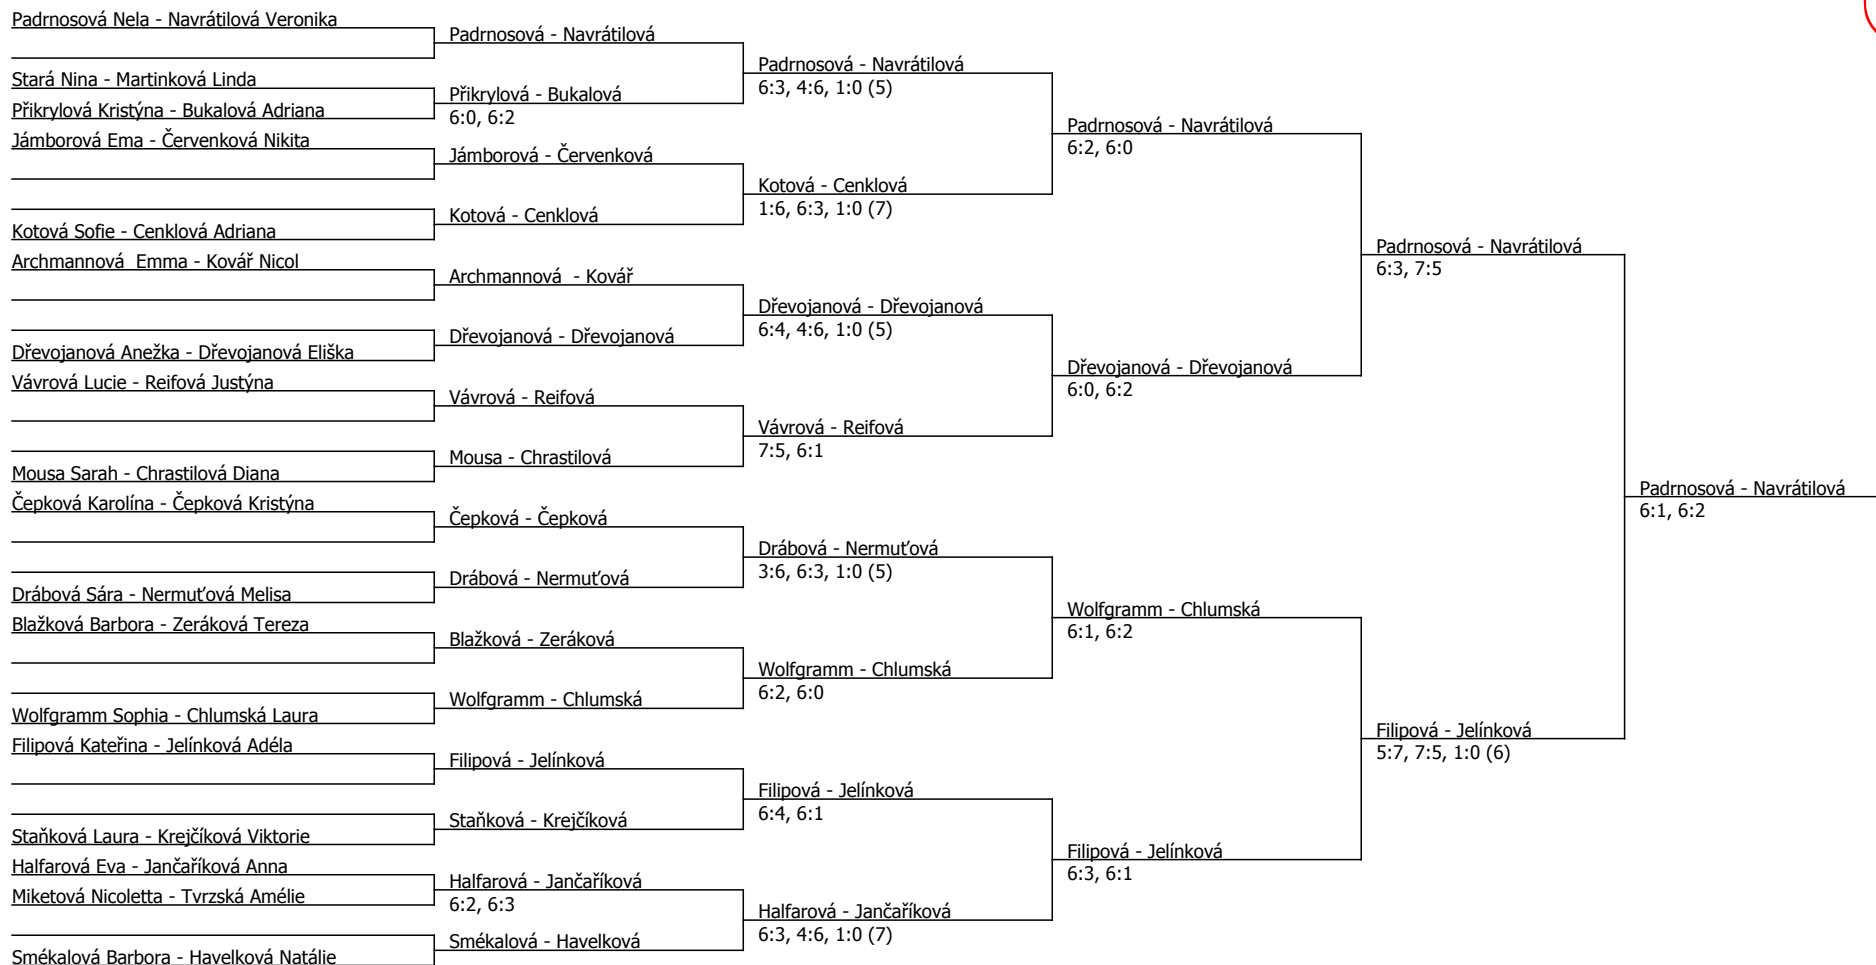 Padrnosová Nela - Navrátilová Veronika
Stará Nina - Martinková Linda
Přikrylová Kristýna - Bukalová Adriana
Jámborová Ema - Červenková Nikita
Kotová Sofie - Cenklová Adriana
Archmannová  Emma - Kovář Nicol
Dřevojanová Anežka - Dřevojanová Eliška
Vávrová Lucie - Reifová Justýna
Mousa Sarah - Chrastilová Diana
Čepková Karolína - Čepková Kristýna
Drábová Sára - Nermuťová Melisa
Blažková Barbora - Zeráková Tereza
Wolfgramm Sophia - Chlumská Laura
Filipová Kateřina - Jelínková Adéla
Staňková Laura - Krejčíková Viktorie
Halfarová Eva - Jančaříková Anna
Miketová Nicoletta - Tvrzská Amélie
Smékalová Barbora - Havelková Natálie
Padrnosová - Navrátilová
Přikrylová - Bukalová
6:0, 6:2
Jámborová - Červenková
Kotová - Cenklová
Archmannová  - Kovář
Dřevojanová - Dřevojanová
Vávrová - Reifová
Mousa - Chrastilová
Čepková - Čepková
Drábová - Nermuťová
Blažková - Zeráková
Wolfgramm - Chlumská
Filipová - Jelínková
Staňková - Krejčíková
Halfarová - Jančaříková
6:2, 6:3
Smékalová - Havelková
Padrnosová - Navrátilová
6:3, 4:6, 1:0 (5)
Kotová - Cenklová
1:6, 6:3, 1:0 (7)
Dřevojanová - Dřevojanová
6:4, 4:6, 1:0 (5)
Vávrová - Reifová
7:5, 6:1
Drábová - Nermuťová
3:6, 6:3, 1:0 (5)
Wolfgramm - Chlumská
6:2, 6:0
Filipová - Jelínková
6:4, 6:1
Halfarová - Jančaříková
6:3, 4:6, 1:0 (7)
Padrnosová - Navrátilová
6:2, 6:0
Dřevojanová - Dřevojanová
6:0, 6:2
Wolfgramm - Chlumská
6:1, 6:2
Filipová - Jelínková
6:3, 6:1
Padrnosová - Navrátilová
6:3, 7:5
Filipová - Jelínková
5:7, 7:5, 1:0 (6)
Padrnosová - Navrátilová
6:1, 6:2